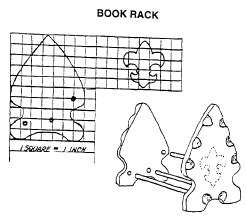 BOOK RACK
1 SQUARE = 1 INCH